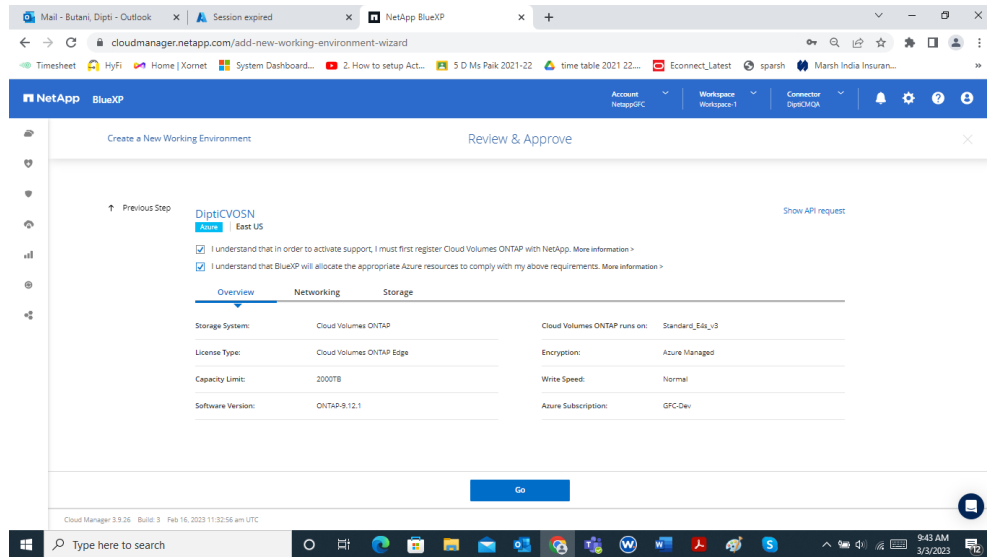 Mail - Butani, Dipti - Outlook
Session expired
NetApp BlueXP
cloudmanager.netapp.com/add-new-working-environment-wizard
Timesheet HyFi Home | Xornet System Dashboard... 2. How to setup Act... 5 D Ms Paik 2021-22 time table 2021 22.... Econnect_Latest sparsh Marsh India Insuran... »
NetApp BlueXP
Account
NetappGFC
Workspace
Workspace-1
Connector
DiptiCMQA
Create a New Working Environment
Review & Approve
Previous Step
DiptiCVOSN
Show API request
Azure East US
I understand that in order to activate support, I must first register Cloud Volumes ONTAP with NetApp. More information >
I understand that BlueXP will allocate the appropriate Azure resources to comply with my above requirements. More information >
Overview Networking Storage
Storage System: Cloud Volumes ONTAP
Cloud Volumes ONTAP runs on: Standard_E4s_v3
License Type: Cloud Volumes ONTAP Edge
Encryption: Azure Managed
Capacity Limit: 2000TB
Write Speed: Normal
Software Version: ONTAP-9.12.1
Azure Subscription: GFC-Dev
Go
Cloud Manager 3.9.26 Build: 3 Feb 16, 2023 11:32:56 am UTC
Type here to search
9:43 AM
3/3/2023
12